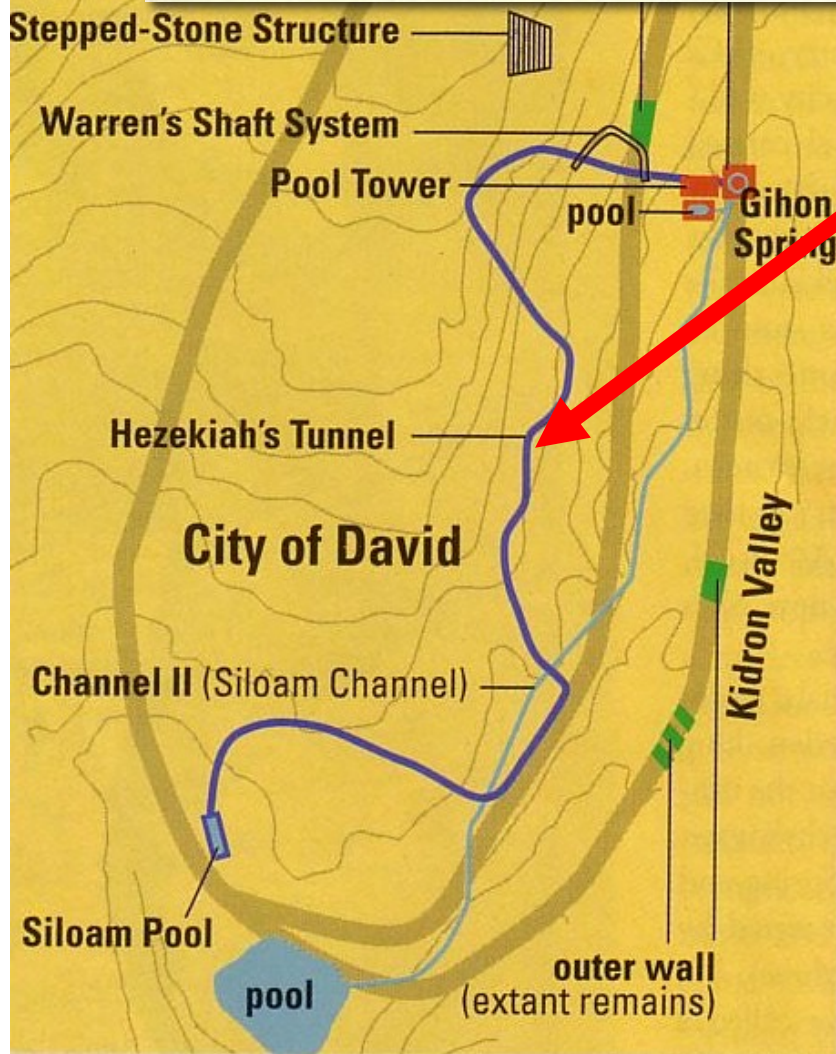 Stepped-Stone Structure
Warren's Shaft System
Pool Tower
pool
Gihon
Spring
Hezekiah's Tunnel
City of David
Kidron Valley
Channel II (Siloam Channel)
Siloam Pool
pool
outer wall
(extant remains)